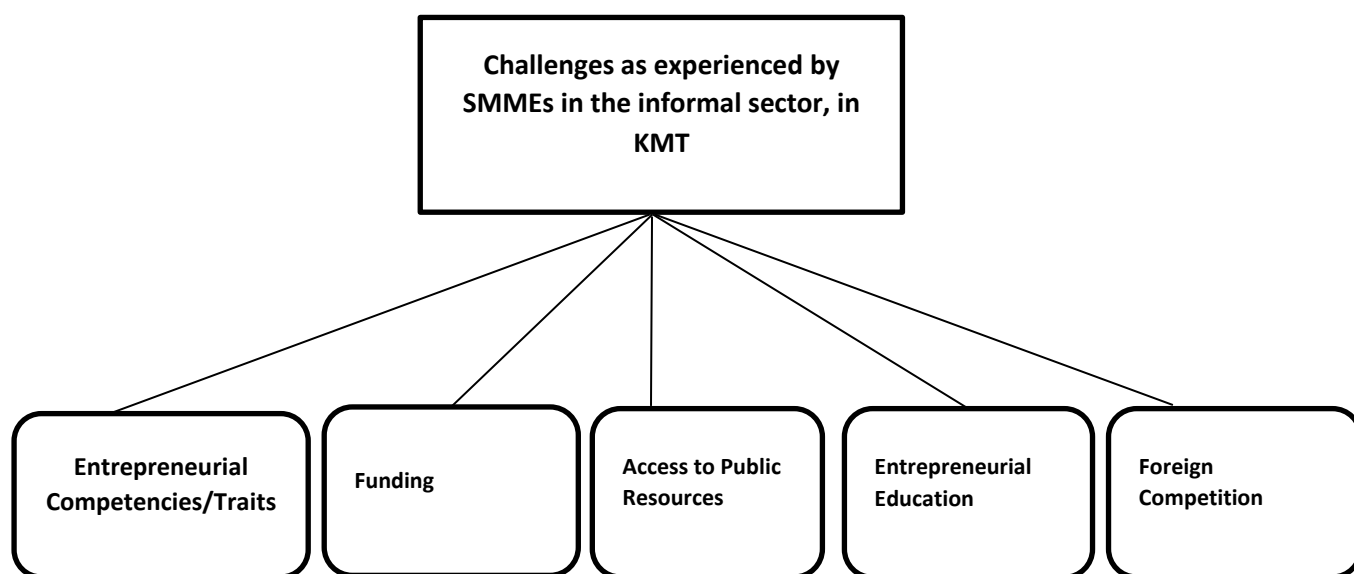 Challenges as experienced by
SMMEs in the informal sector, in
KMT
Entrepreneurial
Competencies/Traits
Funding
Access to Public
Resources
Entrepreneurial
Education
Foreign
Competition